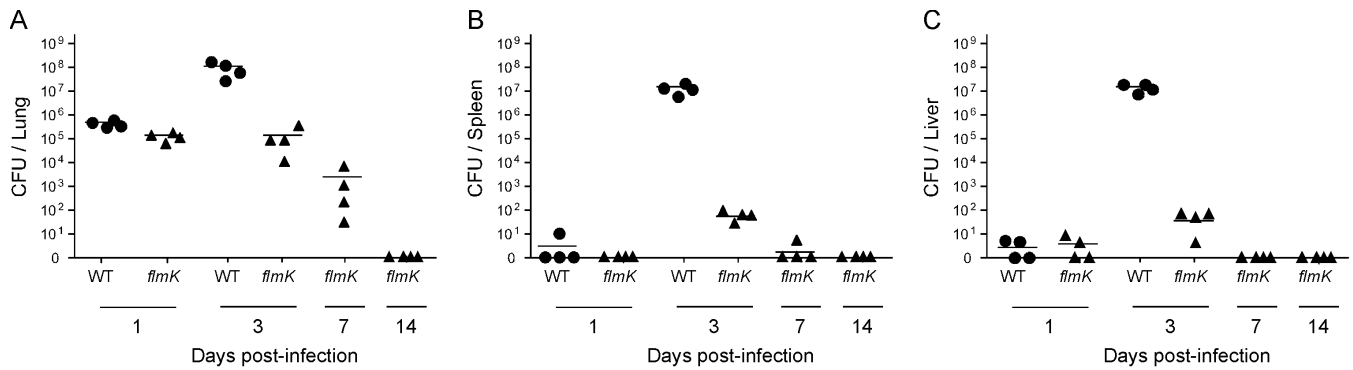 A
CFU / Lung
10⁹
10⁸
10⁷
10⁶
10⁵
10⁴
10³
10²
10¹
0
WT flmK WT flmK flmK flmK
1 3 7 14
Days post-infection
B
CFU / Spleen
10⁹
10⁸
10⁷
10⁶
10⁵
10⁴
10³
10²
10¹
0
WT flmK WT flmK flmK flmK
1 3 7 14
Days post-infection
C
CFU / Liver
10⁹
10⁸
10⁷
10⁶
10⁵
10⁴
10³
10²
10¹
0
WT flmK WT flmK flmK flmK
1 3 7 14
Days post-infection